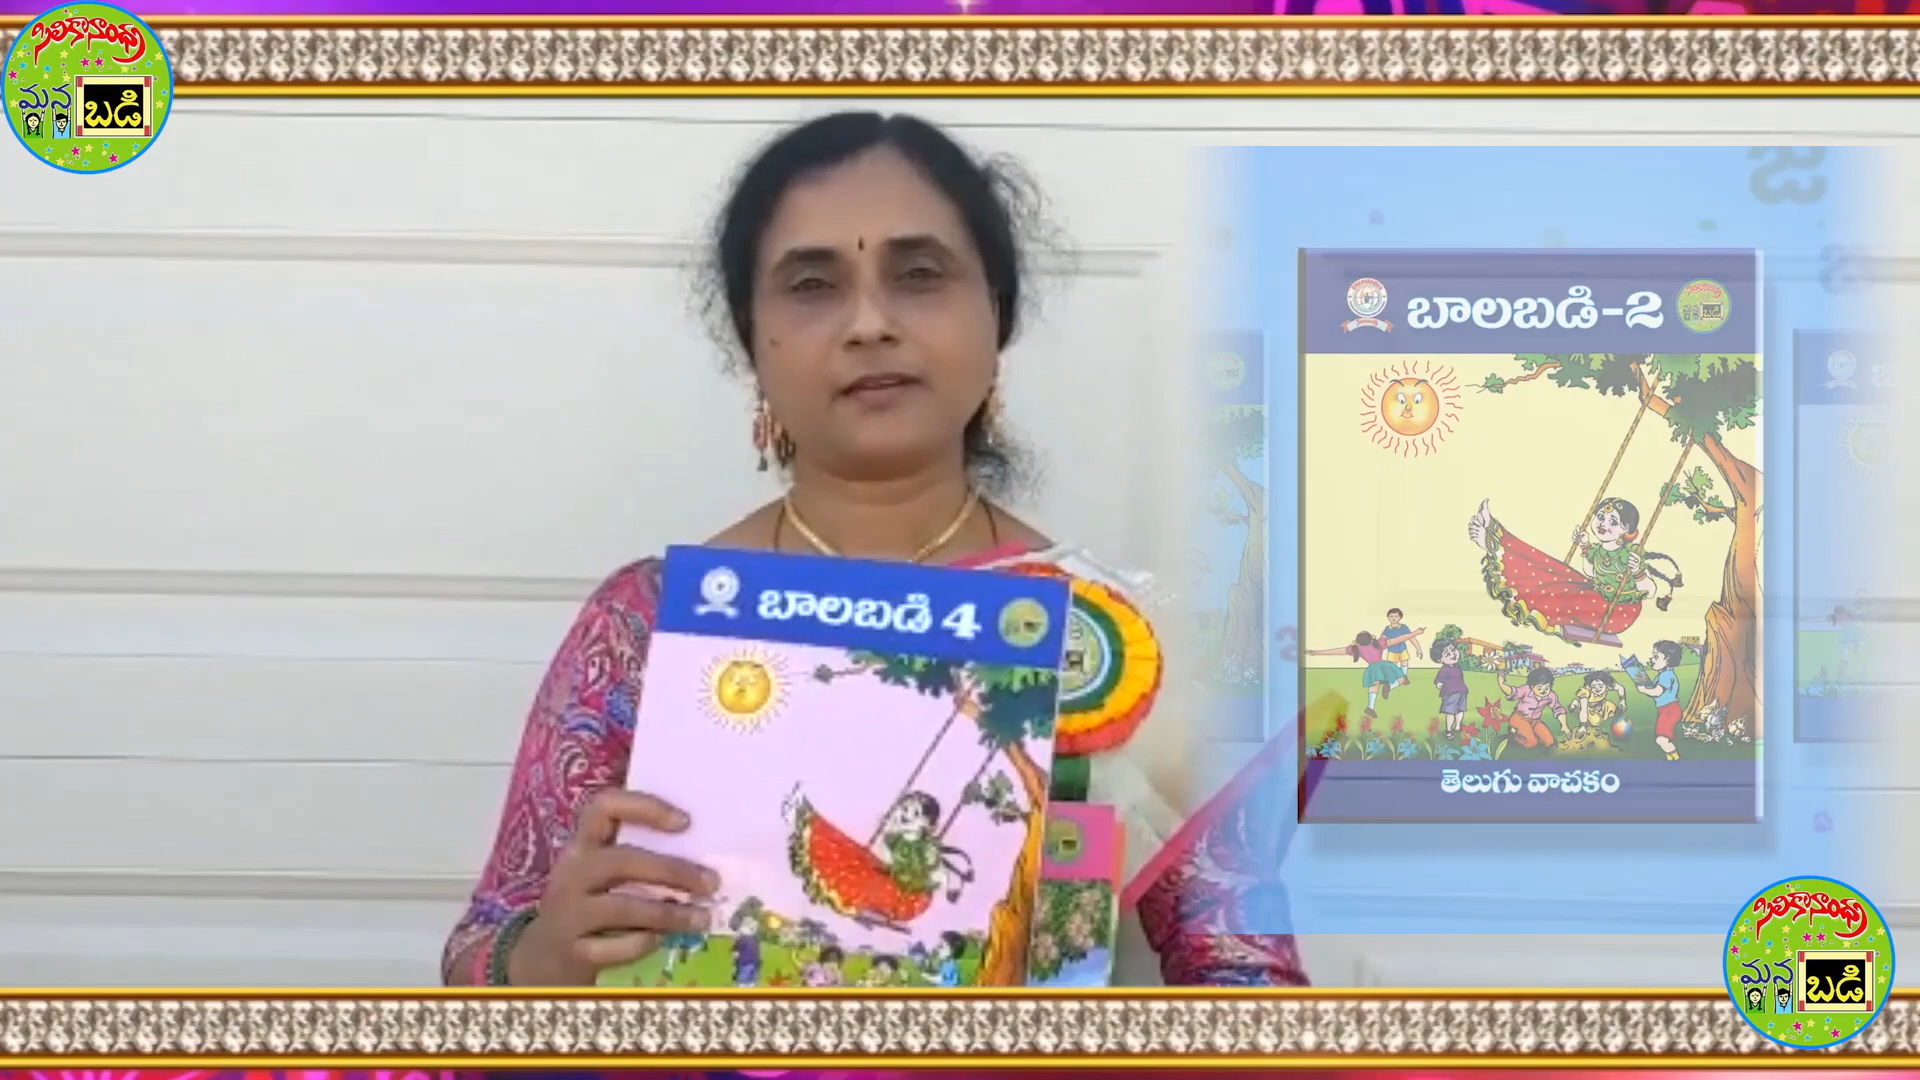 సిలికానాంధ్ర
మన
బడి
బాలబడి-2
తెలుగు వాచకం
బాలబడి 4
జ
సిలికానాంధ్ర
మన
బడి